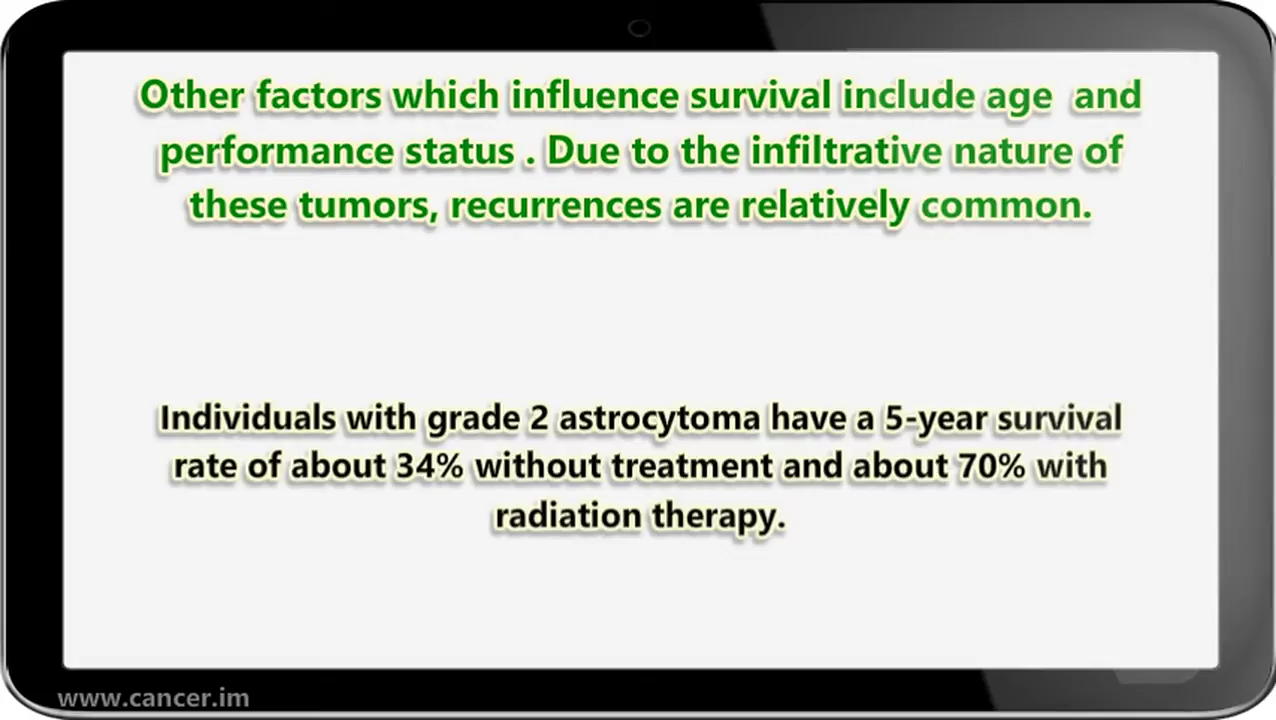 Other factors which influence survival include age  and
performance status . Due to the infiltrative nature of
these tumors, recurrences are relatively common.
Individuals with grade 2 astrocytoma have a 5-year survival
rate of about 34% without treatment and about 70% with
radiation therapy.
www.cancer.im